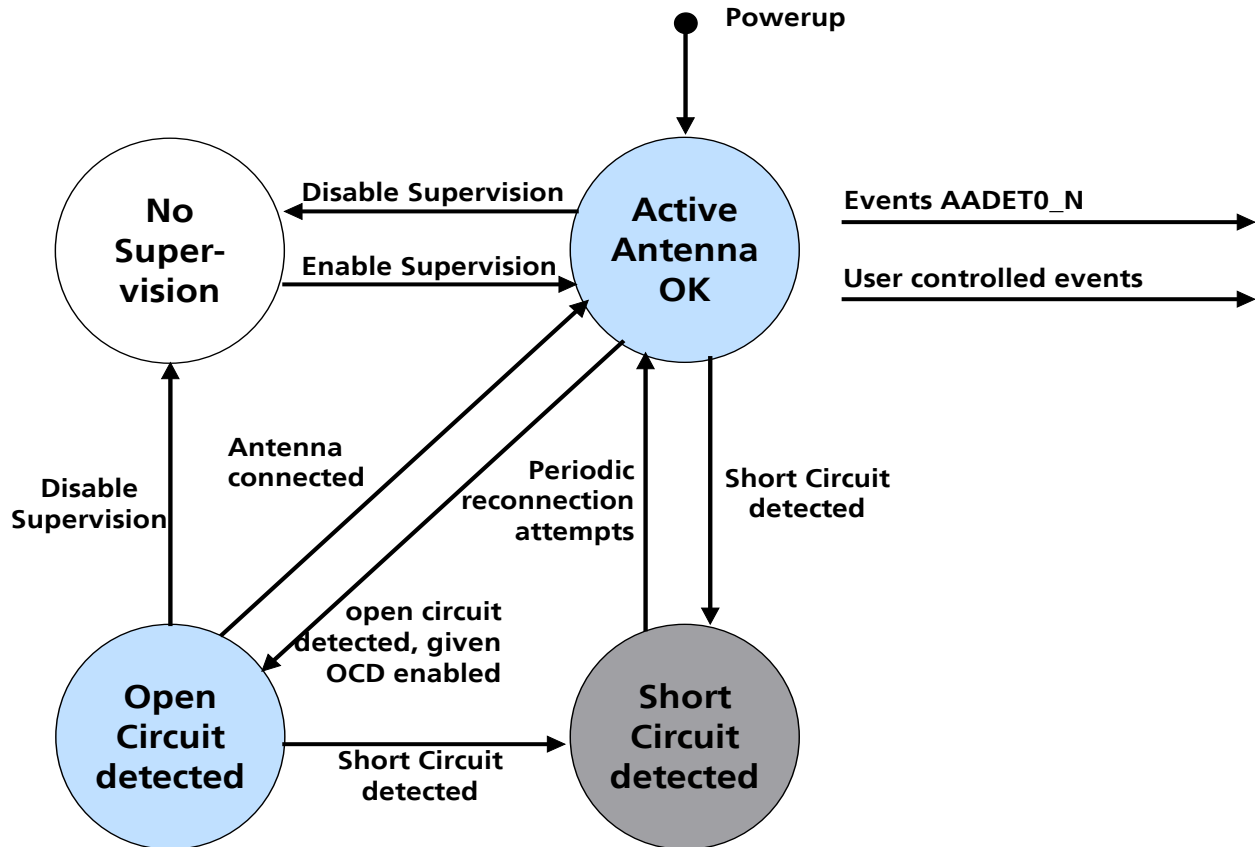 Powerup
No
Super-
vision
Disable Supervision
Enable Supervision
Active
Antenna
OK
Events AADET0_N
User controlled events
Antenna
connected
Disable
Supervision
Periodic
reconnection
attempts
Short Circuit
detected
open circuit
detected, given
OCD enabled
Open
Circuit
detected
Short Circuit
detected
Short
Circuit
detected